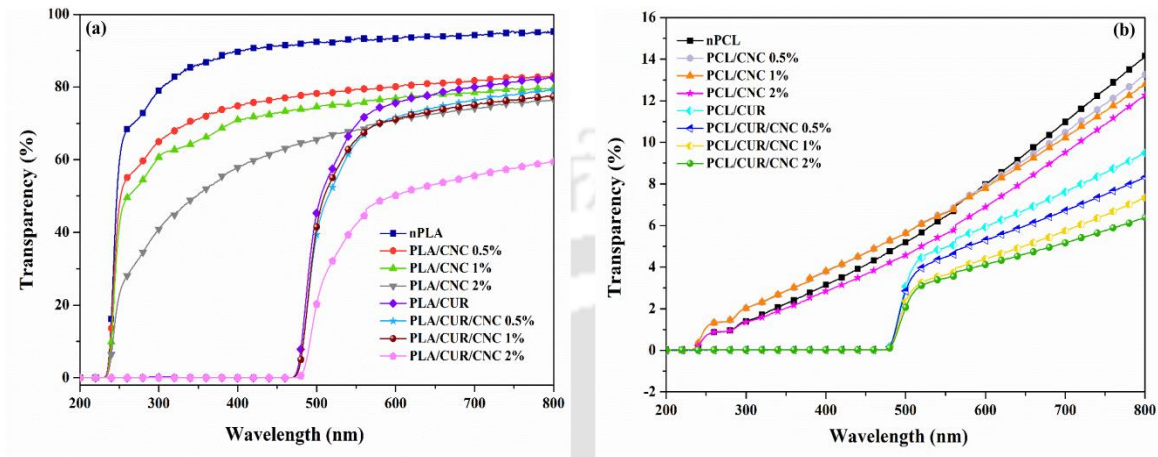 (a)
Transparency (%)
100
80
60
40
20
0
nPLA
PLA/CNC 0.5%
PLA/CNC 1%
PLA/CNC 2%
PLA/CUR
PLA/CUR/CNC 0.5%
PLA/CUR/CNC 1%
PLA/CUR/CNC 2%
200 300 400 500 600 700 800
Wavelength (nm)
(b)
Transparency (%)
16
14
12
10
8
6
4
2
0
-2
nPCL
PCL/CNC 0.5%
PCL/CNC 1%
PCL/CNC 2%
PCL/CUR
PCL/CUR/CNC 0.5%
PCL/CUR/CNC 1%
PCL/CUR/CNC 2%
200 300 400 500 600 700 800
Wavelength (nm)